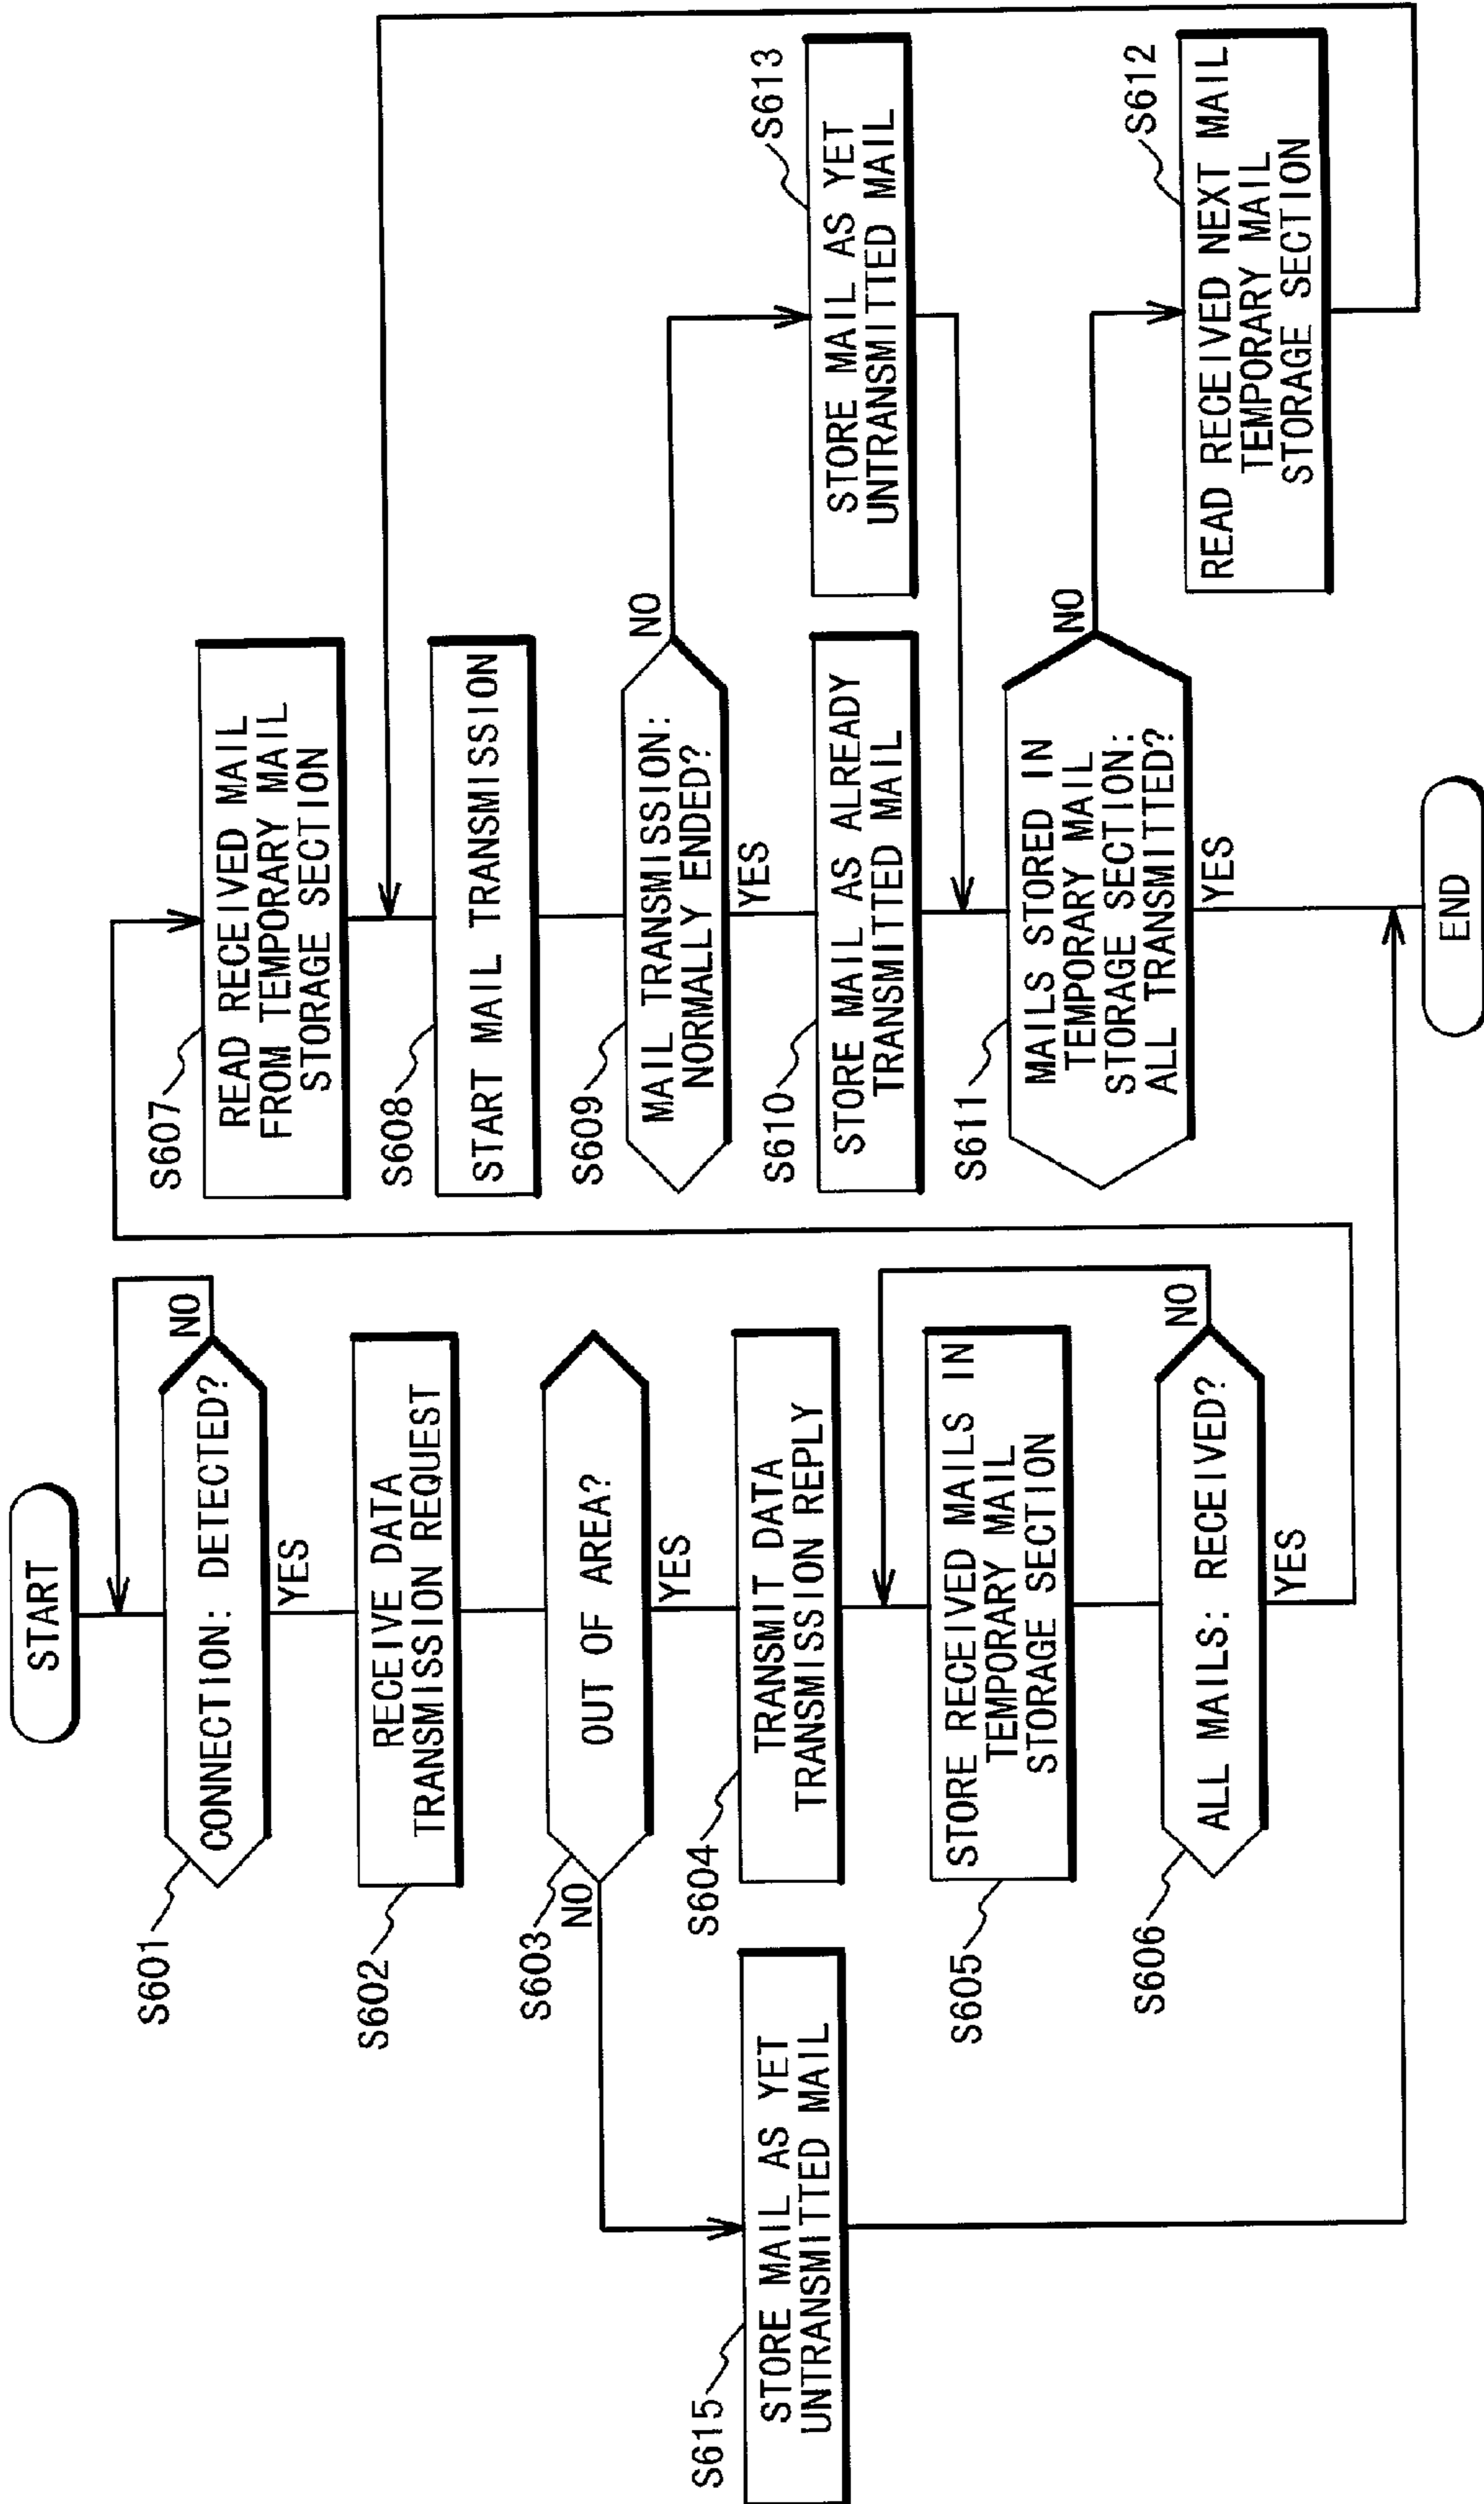 START
S601
CONNECTION: DETECTED?
NO
YES
S602
RECEIVE DATA
TRANSMISSION REQUEST
S603
OUT OF AREA?
NO
YES
S604
TRANSMIT DATA
TRANSMISSION REPLY
S615
STORE MAIL AS YET
UNTRANSMITTED MAIL
S605
STORE RECEIVED MAILS IN
TEMPORARY MAIL
STORAGE SECTION
S606
ALL MAILS: RECEIVED?
NO
YES
S607
READ RECEIVED MAIL
FROM TEMPORARY MAIL
STORAGE SECTION
S608
START MAIL TRANSMISSION
S609
MAIL TRANSMISSION:
NORMALLY ENDED?
NO
YES
S613
STORE MAIL AS YET
UNTRANSMITTED MAIL
S610
STORE MAIL AS ALREADY
TRANSMITTED MAIL
S611
MAILS STORED IN
TEMPORARY MAIL
STORAGE SECTION:
ALL TRANSMITTED?
NO
YES
S612
READ RECEIVED NEXT MAIL
TEMPORARY MAIL
STORAGE SECTION
END